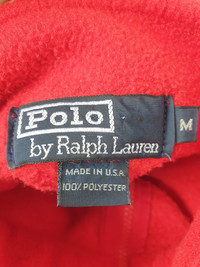 Polo
by Ralph Lauren
M
MADE IN U.S.A.
100% POLYESTER